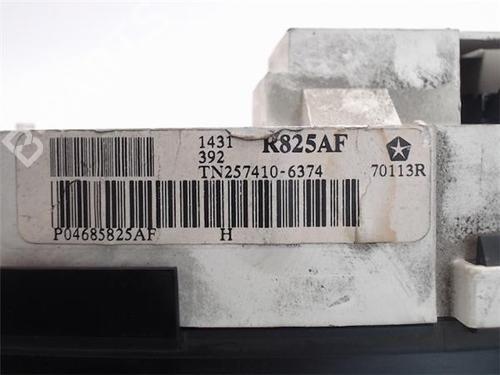 1431 R825AF
392
TN257410-6374 70113R
P04685825AF H